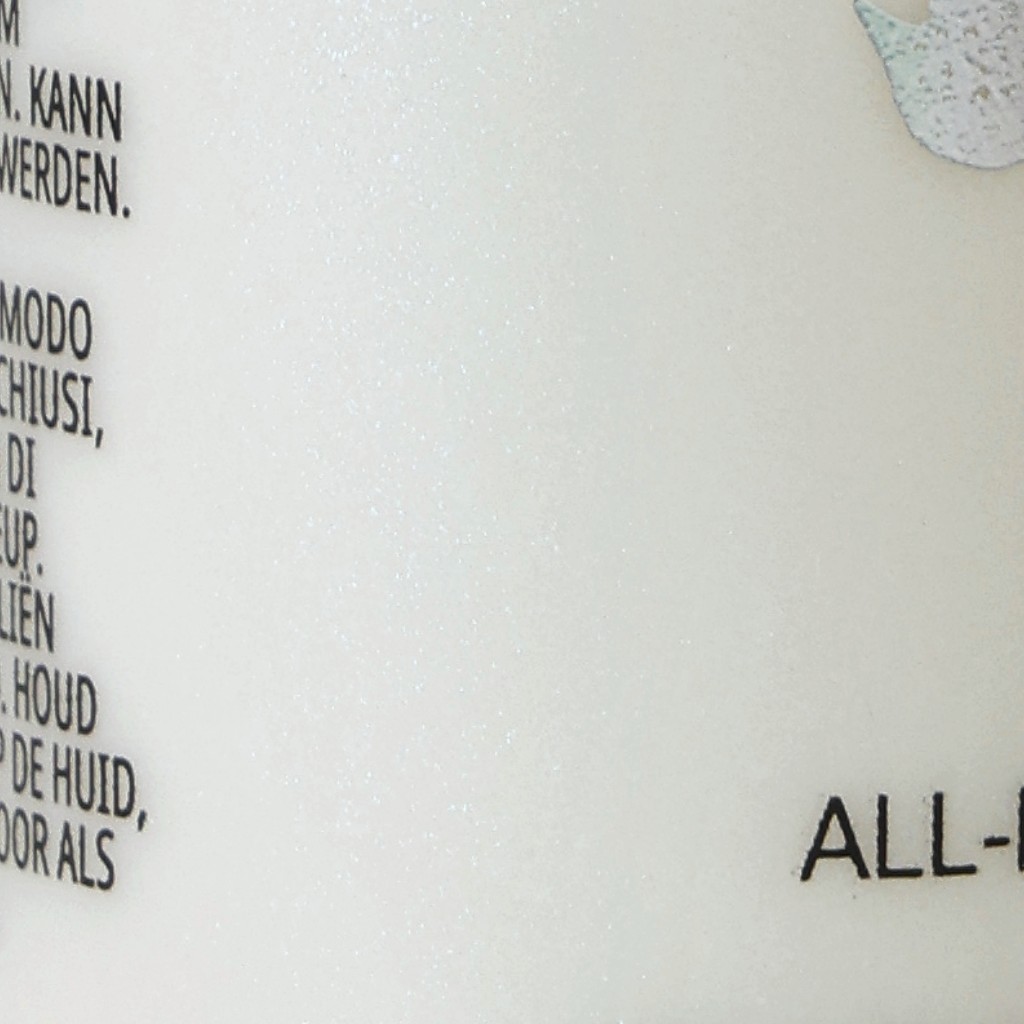 M
N. KANN
WERDEN.
MODO
CHIUSI,
DI
EUP.
LIËN
. HOUD
P DE HUID,
OOR ALS
ALL-